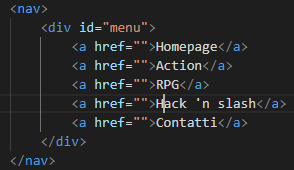 <nav>
    <div id="menu">
        <a href="">Homepage</a>
        <a href="">Action</a>
        <a href="">RPG</a>
        <a href="">Hack 'n slash</a>
        <a href="">Contatti</a>
    </div>
</nav>